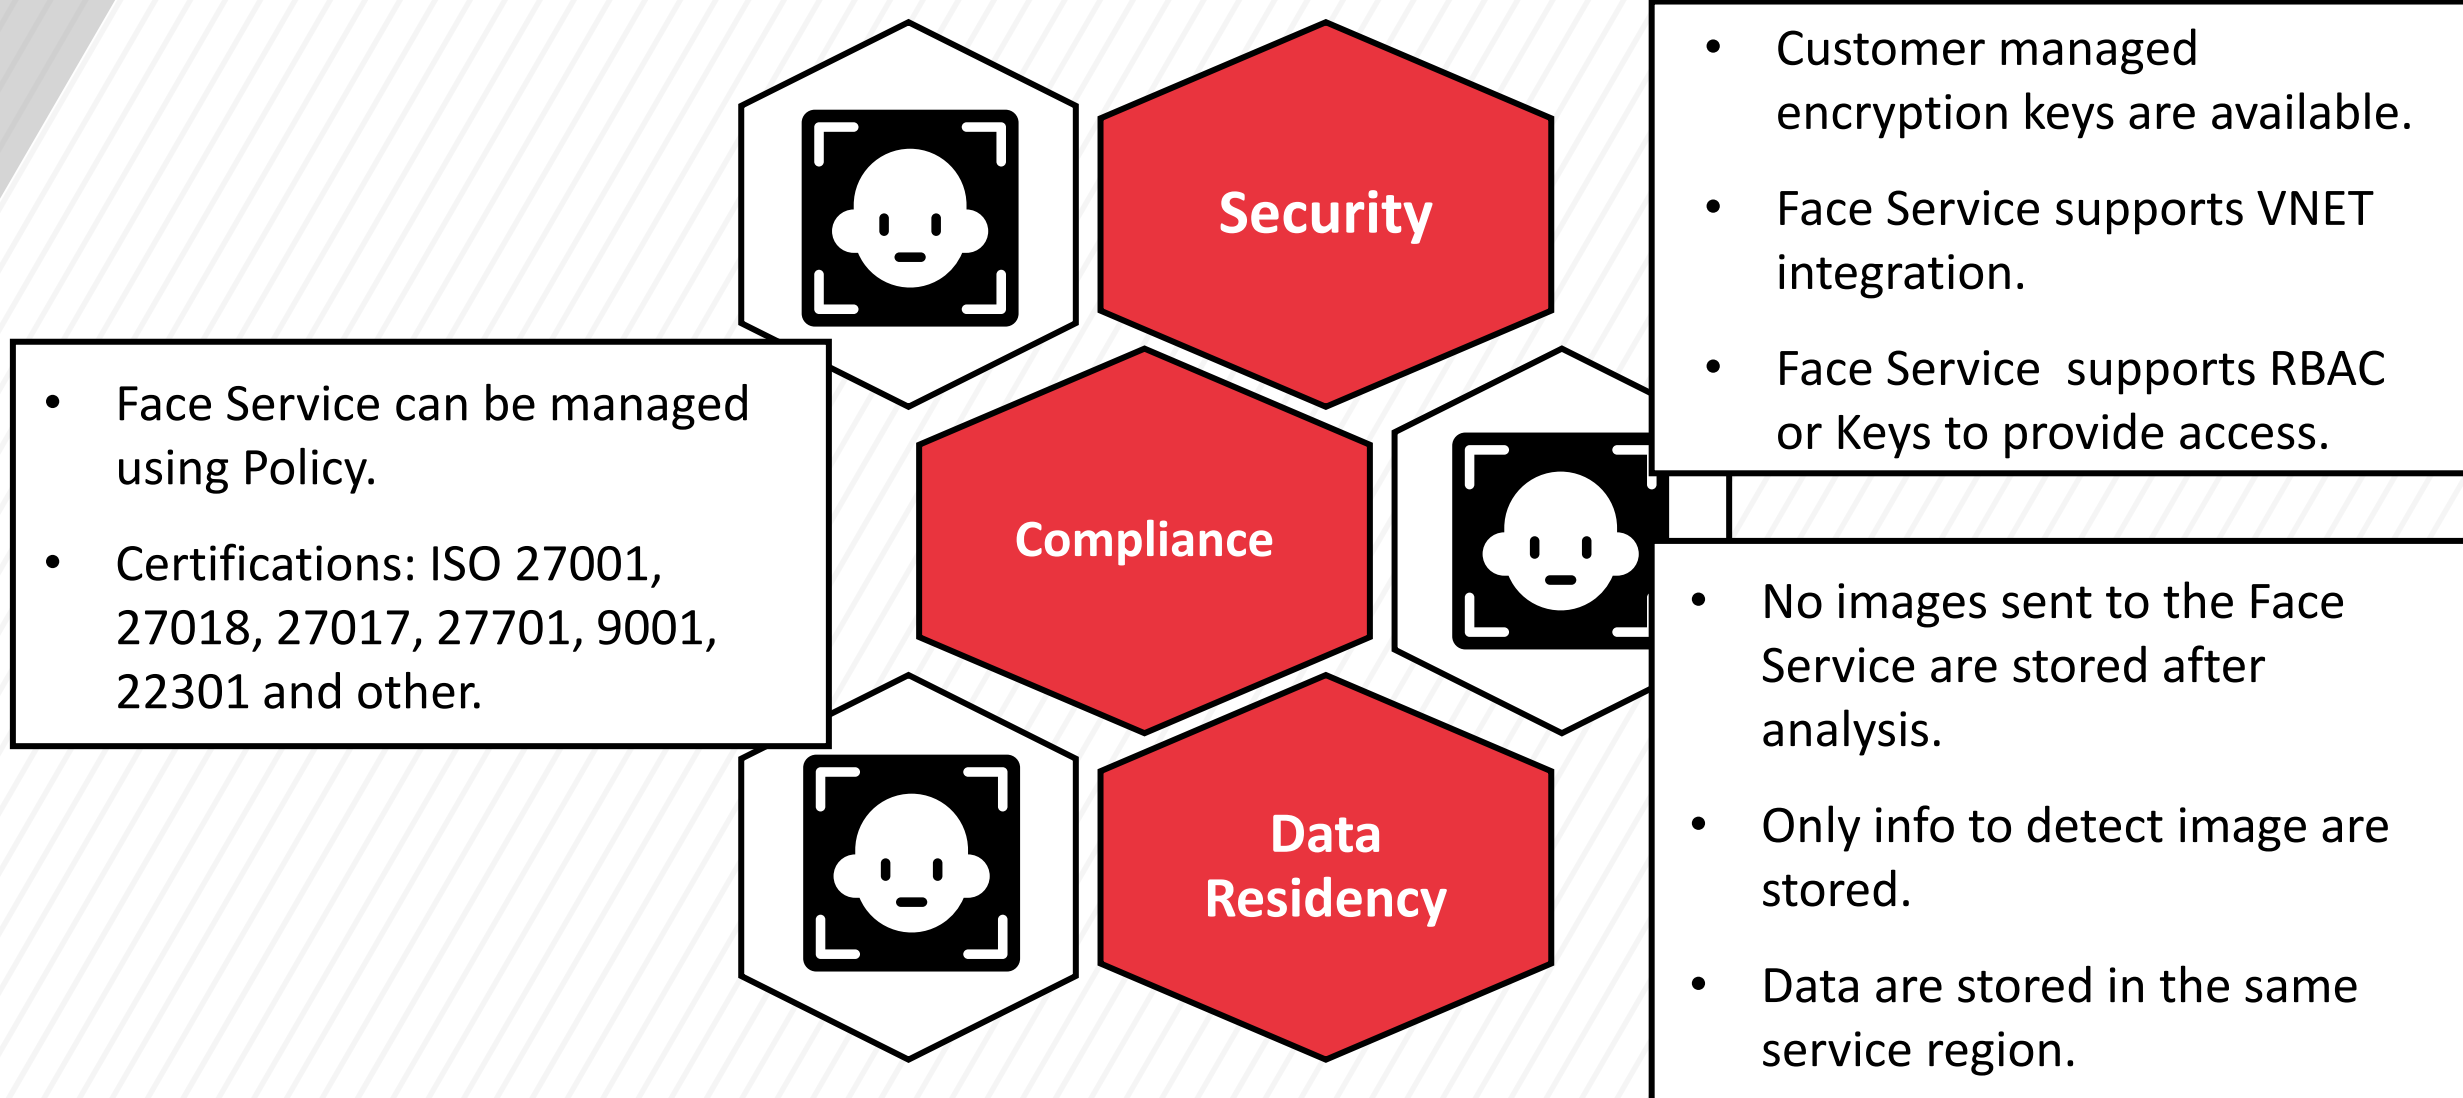 Security
• Customer managed
encryption keys are available.
• Face Service supports VNET
integration.
• Face Service  supports RBAC
or Keys to provide access.
Compliance
• Face Service can be managed
using Policy.
• Certifications: ISO 27001,
27018, 27017, 27701, 9001,
22301 and other.
Data
Residency
• No images sent to the Face
Service are stored after
analysis.
• Only info to detect image are
stored.
• Data are stored in the same
service region.